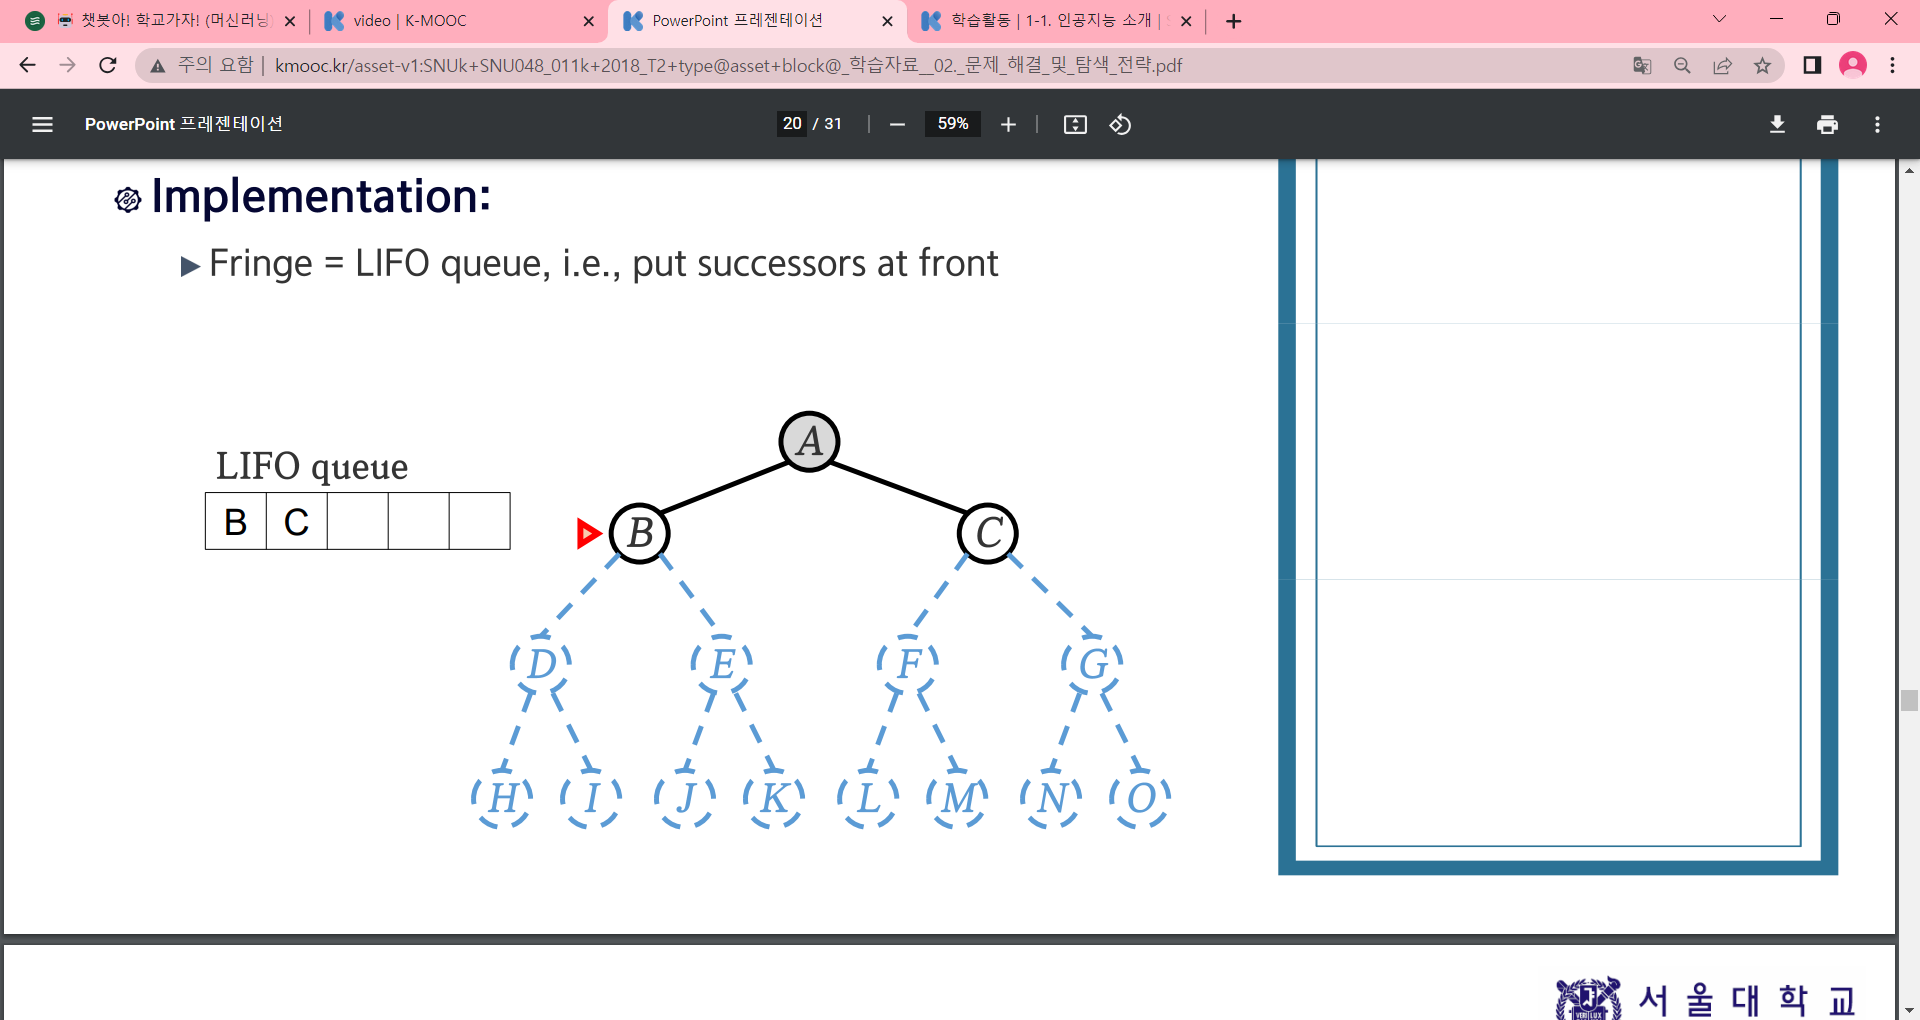 챗봇아! 학교가자! (머신러닝
video | K-MOOC
PowerPoint 프레젠테이션
학습활동 | 1-1. 인공지능 소개 |
주의 요함 | kmooc.kr/asset-v1:SNUk+SNU048_011k+2018_T2+type@asset+block@_학습자료__02._문제_해결_및_탐색_전략.pdf
PowerPoint 프레젠테이션
20 / 31
59%
Implementation:
Fringe = LIFO queue, i.e., put successors at front
A
LIFO queue
B C
B C
D E F G
H I J K L M N O
서울대학교